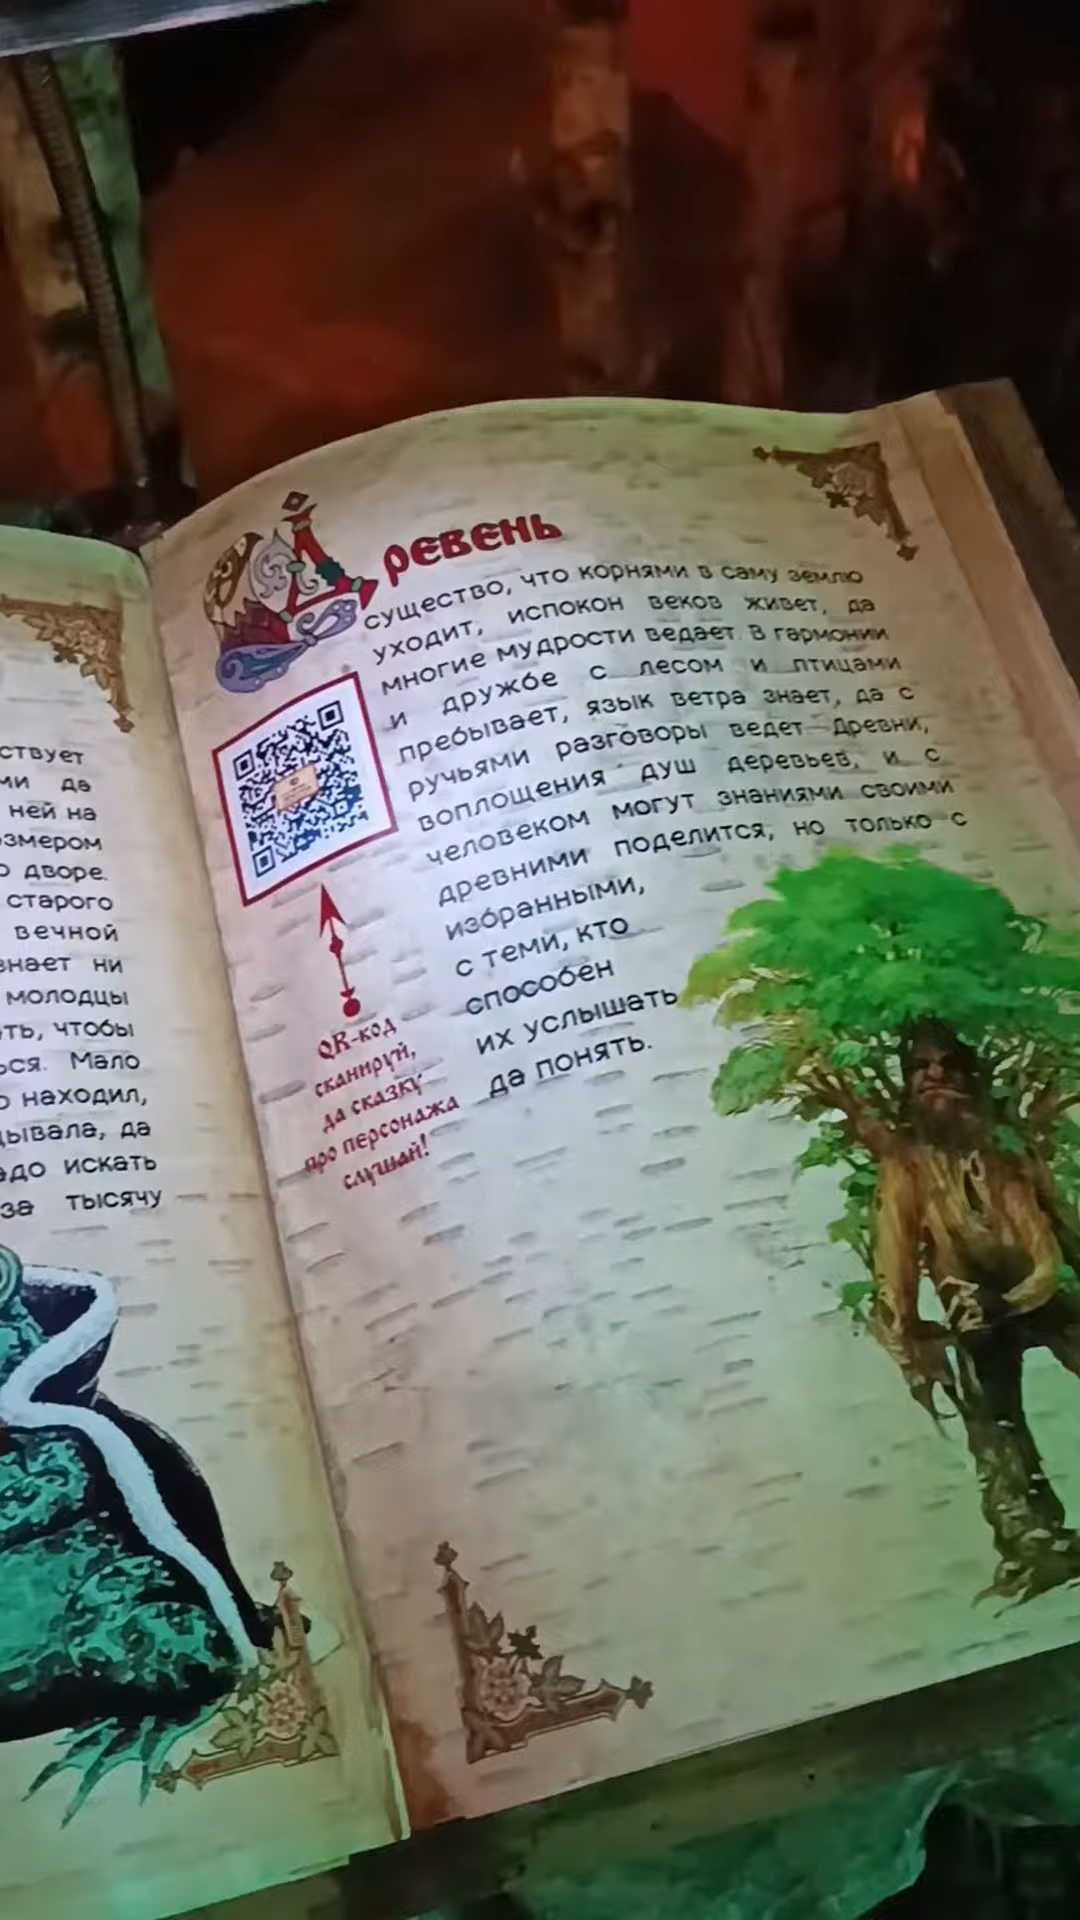 ствует
ми да
ней на
змером
дворе.
старого
вечной
знает ни
молодцы
ть, чтобы
ься. Мало
находил,
дывала, да
адо искать
за тысячу
Древень
существо, что корнями в саму землю
уходит, испокон веков живет, да
многие мудрости ведает. В гармонии
и дружбе с лесом и птицами
пребывает, язык ветра знает, да с
ручьями разговоры ведет Древни,
воплощения душ деревьев, и с
человеком могут знаниями своими
древними поделится, но только с
избранными,
с теми, кто
способен
их услышать
да понять.
QR-код
сканируй,
да сказку
про персонажа
слушай!